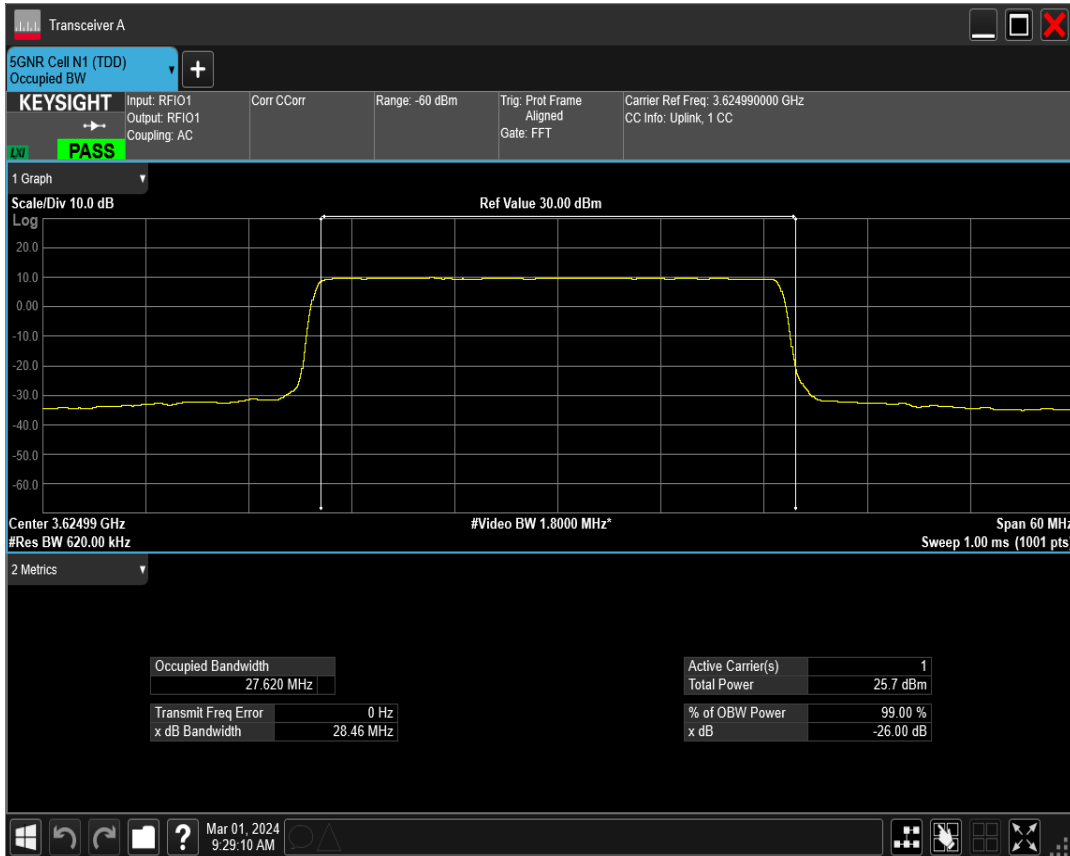 Transceiver A
5GNR Cell N1 (TDD)
Occupied BW
+
KEYSIGHT
LXI
PASS
Input: RFIO1
Output: RFIO1
Coupling: AC
Corr CCorr
Range: -60 dBm
Trig: Prot Frame
Aligned
Gate: FFT
Carrier Ref Freq: 3.624990000 GHz
CC Info: Uplink, 1 CC
1 Graph
Scale/Div 10.0 dB
Ref Value 30.00 dBm
Log
20.0
10.0
0.00
-10.0
-20.0
-30.0
-40.0
-50.0
-60.0
Center 3.62499 GHz
#Video BW 1.8000 MHz*
Span 60 MHz
#Res BW 620.00 kHz
Sweep 1.00 ms (1001 pts)
2 Metrics
Occupied Bandwidth
27.620 MHz
Transmit Freq Error 0 Hz
x dB Bandwidth 28.46 MHz
Active Carrier(s) 1
Total Power 25.7 dBm
% of OBW Power 99.00 %
x dB -26.00 dB
?
Mar 01, 2024
9:29:10 AM